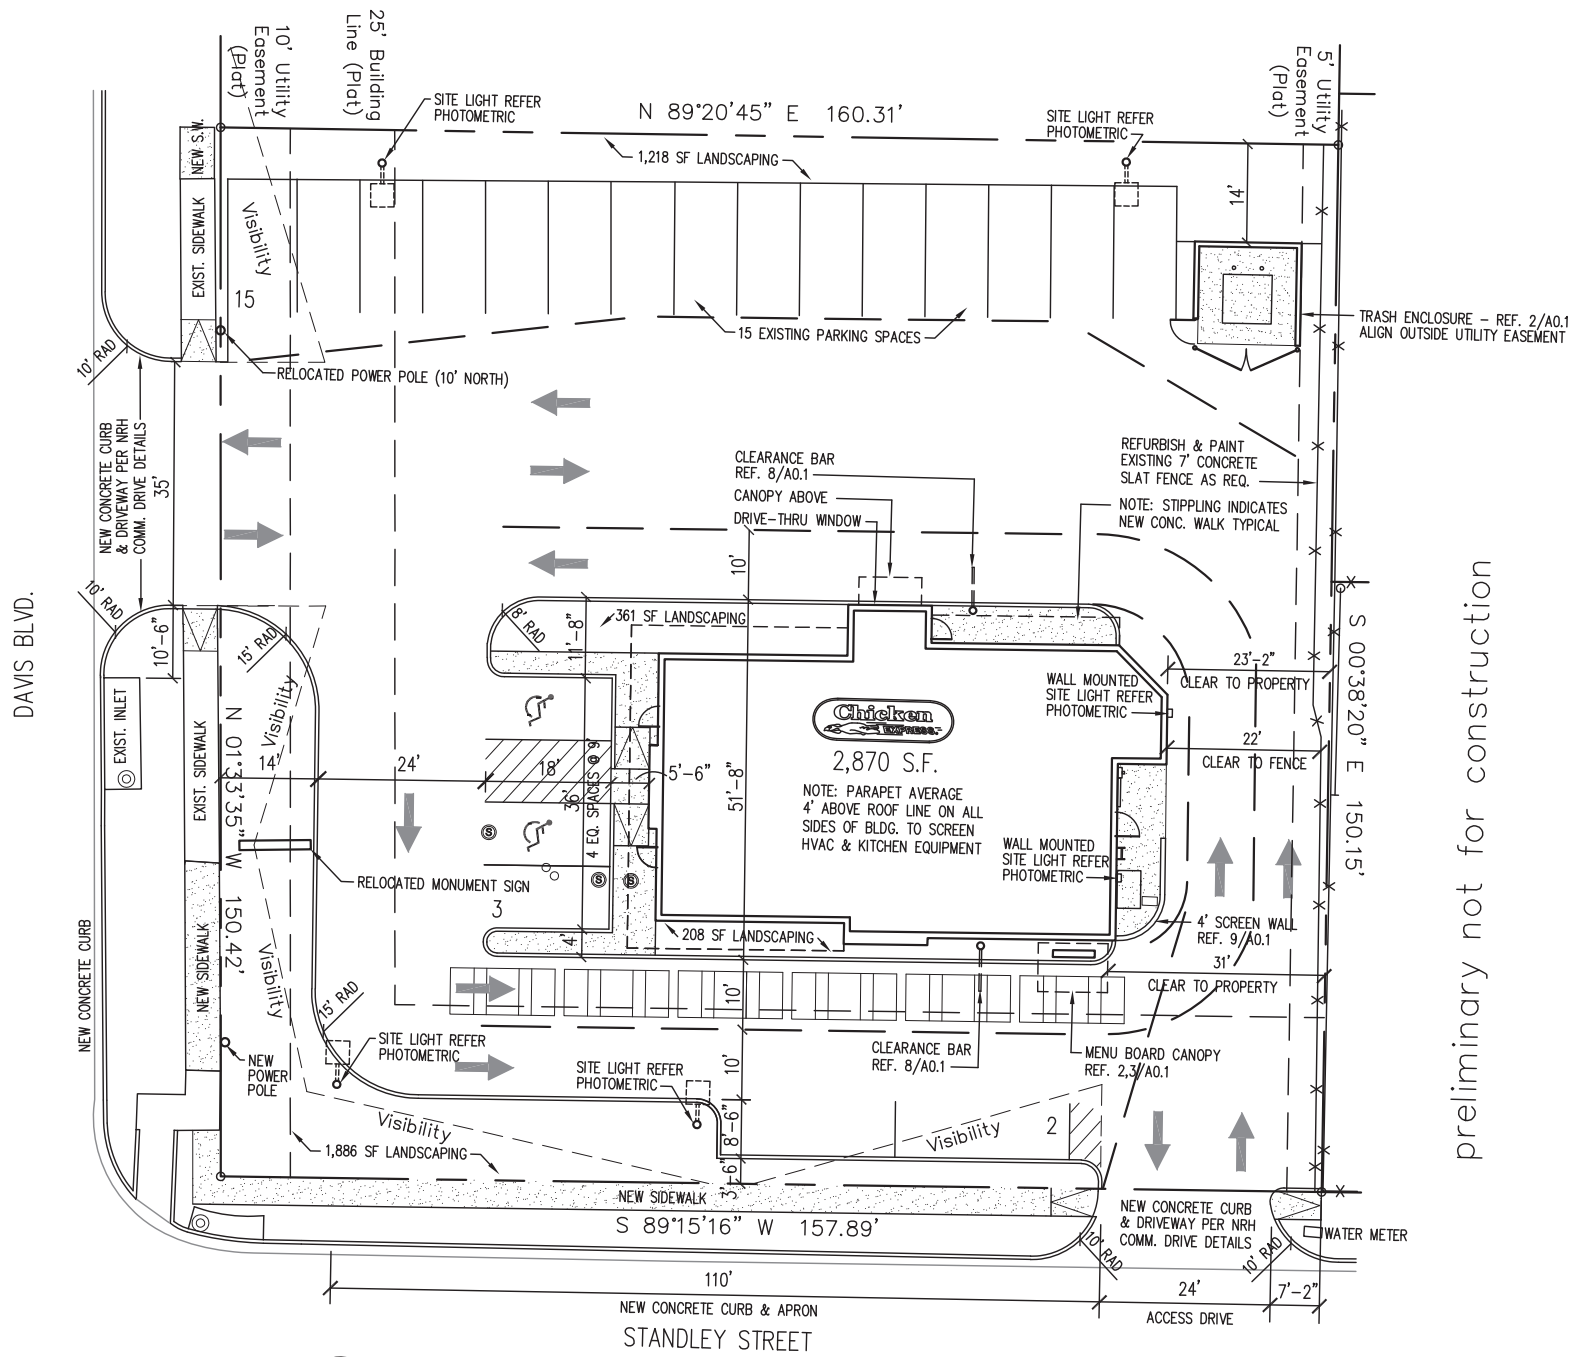 25' Building
Line (Plat)
10' Utility
Easement
(Plat)
5' Utility
Easement
(Plat)
SITE LIGHT REFER
PHOTOMETRIC
N 89°20'45" E 160.31'
SITE LIGHT REFER
PHOTOMETRIC
1,218 SF LANDSCAPING
NEW S.W.
EXIST. SIDEWALK
Visibility
15
14'
15 EXISTING PARKING SPACES
TRASH ENCLOSURE – REF. 2/A0.1
ALIGN OUTSIDE UTILITY EASEMENT
10' RAD
RELOCATED POWER POLE (10' NORTH)
NEW CONCRETE CURB
& DRIVEWAY PER NRH
COMM. DRIVE DETAILS
35'
CLEARANCE BAR
REF. 8/A0.1
CANOPY ABOVE
DRIVE-THRU WINDOW
REFURBISH & PAINT
EXISTING 7' CONCRETE
SLAT FENCE AS REQ.
NOTE: STIPPLING INDICATES
NEW CONC. WALK TYPICAL
10'
DAVIS BLVD.
10' RAD
10'-6"
15' RAD
8' RAD
11'-8"
361 SF LANDSCAPING
S 00°38'20" E 150.15'
23'-2"
CLEAR TO PROPERTY
WALL MOUNTED
SITE LIGHT REFER
PHOTOMETRIC
EXIST. INLET
EXIST. SIDEWALK
N 01°33'35" W 150.42'
Visibility
Chicken
EXPRESS
2,870 S.F.
NOTE: PARAPET AVERAGE
4' ABOVE ROOF LINE ON ALL
SIDES OF BLDG. TO SCREEN
HVAC & KITCHEN EQUIPMENT
22'
CLEAR TO FENCE
14'
24'
18'
36'
4 EQ. SPACES @ 9'
5'-6"
51'-8"
WALL MOUNTED
SITE LIGHT REFER
PHOTOMETRIC
S
S
S
RELOCATED MONUMENT SIGN
3
4'
208 SF LANDSCAPING
4' SCREEN WALL
REF. 9/A0.1
31'
CLEAR TO PROPERTY
NEW CONCRETE CURB
NEW SIDEWALK
Visibility
15' RAD
10'
NEW
POWER
POLE
SITE LIGHT REFER
PHOTOMETRIC
SITE LIGHT REFER
PHOTOMETRIC
10'
CLEARANCE BAR
REF. 8/A0.1
MENU BOARD CANOPY
REF. 2,3/A0.1
Visibility
8'-6"
Visibility
2
1,886 SF LANDSCAPING
3'-6"
NEW SIDEWALK
S 89°15'16" W 157.89'
NEW CONCRETE CURB
& DRIVEWAY PER NRH
COMM. DRIVE DETAILS
10' RAD
10' RAD
WATER METER
110'
NEW CONCRETE CURB & APRON
24'
7'-2"
ACCESS DRIVE
STANDLEY STREET
preliminary not for construction